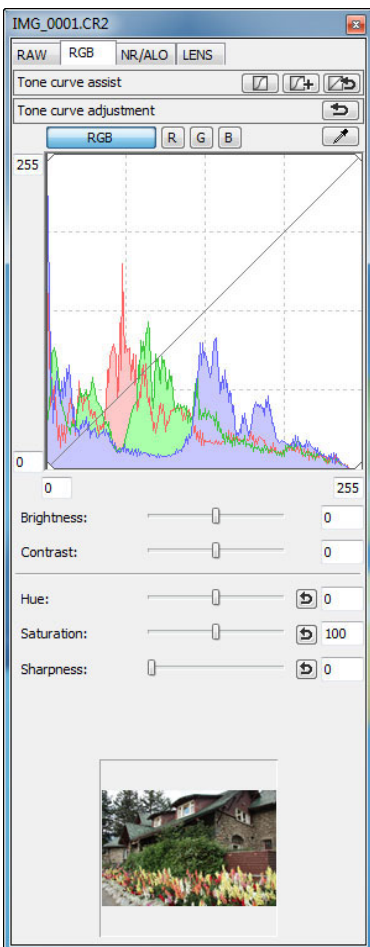 IMG_0001.CR2
RAW RGB NR/ALO LENS
Tone curve assist
Tone curve adjustment
RGB R G B
255
0
0 255
Brightness: 0
Contrast: 0
Hue: 0
Saturation: 100
Sharpness: 0